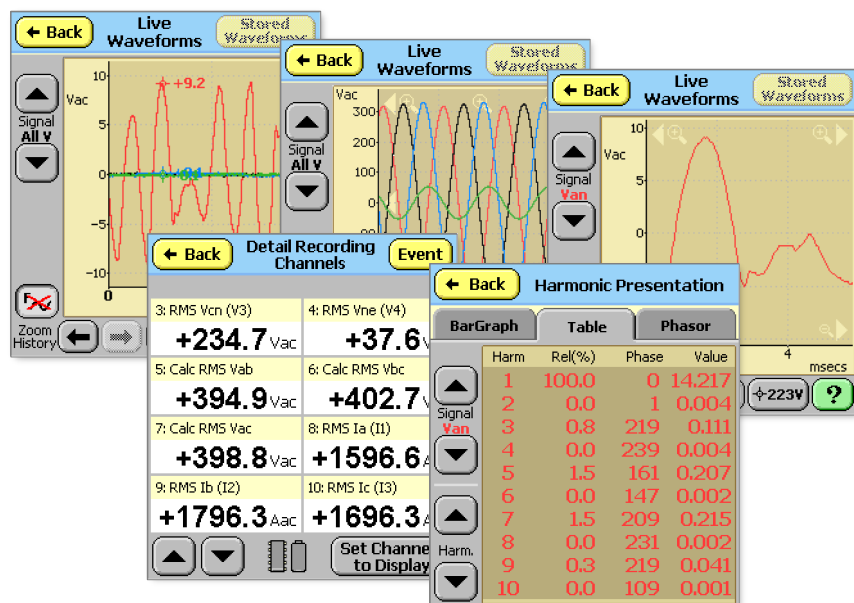 Back
Live
Waveforms
Stored
Waveforms
Vac
10
+9.2
5
0
-5
-10
0
Signal
All V
Zoom
History
Back
Live
Waveforms
Stored
Waveforms
Vac
300
200
100
0
Signal
All V
Back
Live
Waveforms
Stored
Waveforms
Vac
10
5
0
Signal
Van
4
msecs
223V
?
Back
Detail Recording
Channels
Event
3: RMS Vcn (V3)
+234.7 Vac
4: RMS Vne (V4)
+37.6
5: Calc RMS Vab
+394.9 Vac
6: Calc RMS Vbc
+402.7
7: Calc RMS Vac
+398.8 Vac
8: RMS Ia (I1)
+1596.6
9: RMS Ib (I2)
+1796.3 Aac
10: RMS Ic (I3)
+1696.3
Set Channe
to Display
Back
Harmonic Presentation
BarGraph
Table
Phasor
Signal
Van
Harm.
Harm Rel(%) Phase Value
1 100.0 0 14.217
2 0.0 1 0.004
3 0.8 219 0.111
4 0.0 239 0.004
5 1.5 161 0.207
6 0.0 147 0.002
7 1.5 209 0.215
8 0.0 231 0.002
9 0.3 219 0.041
10 0.0 109 0.001